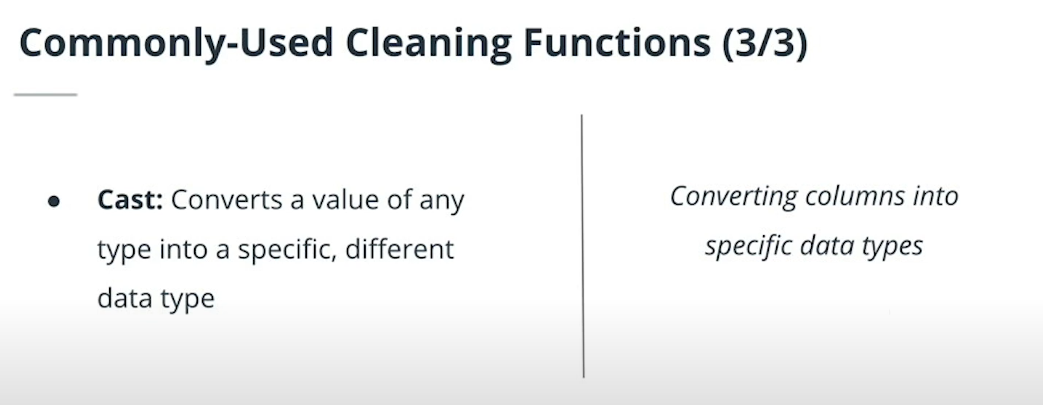 Commonly-Used Cleaning Functions (3/3)
● Cast: Converts a value of any
type into a specific, different
data type
Converting columns into
specific data types